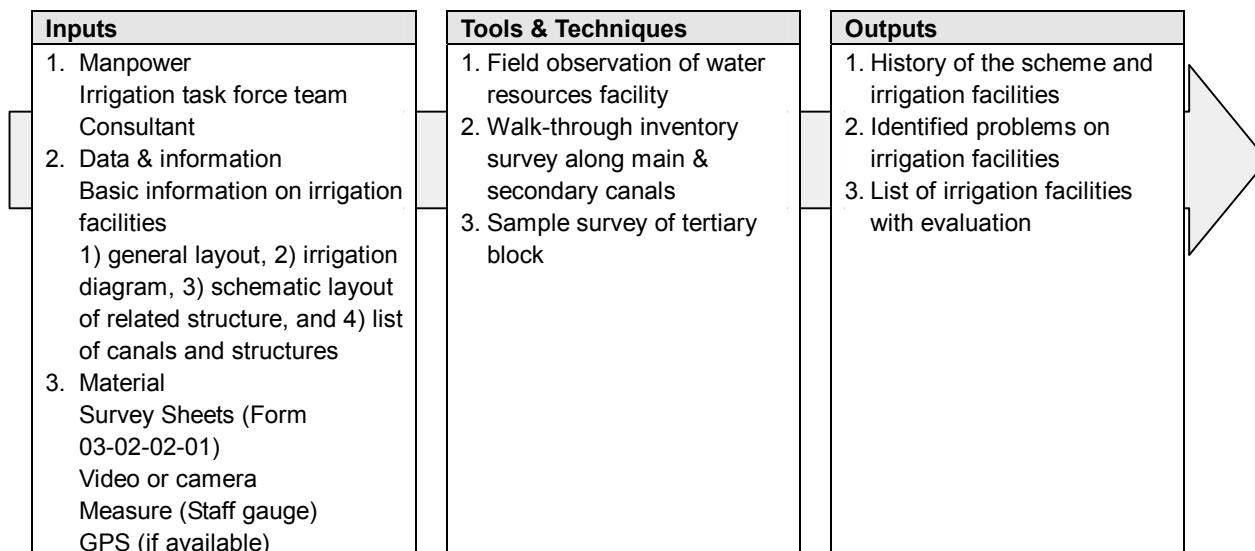 Inputs
1. Manpower
Irrigation task force team
Consultant
2. Data & information
Basic information on irrigation
facilities
1) general layout, 2) irrigation
diagram, 3) schematic layout
of related structure, and 4) list
of canals and structures
3. Material
Survey Sheets (Form
03-02-02-01)
Video or camera
Measure (Staff gauge)
GPS (if available)
Tools & Techniques
1. Field observation of water
resources facility
2. Walk-through inventory
survey along main &
secondary canals
3. Sample survey of tertiary
block
Outputs
1. History of the scheme and
irrigation facilities
2. Identified problems on
irrigation facilities
3. List of irrigation facilities
with evaluation